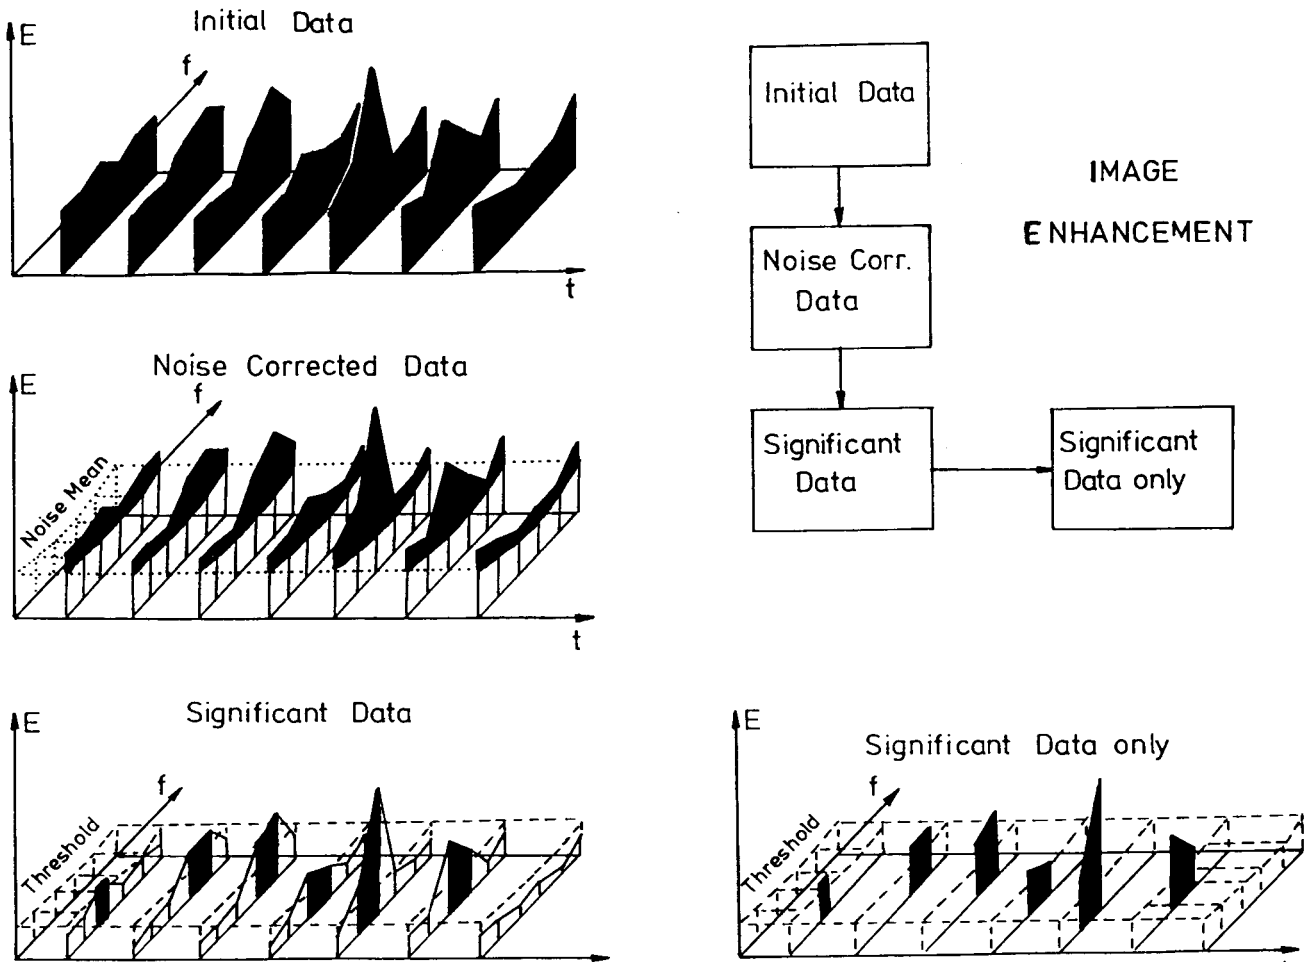 Initial Data
E
f
t
Initial Data
Noise Corr.
Data
Significant
Data
Significant
Data only
IMAGE
ENHANCEMENT
Noise Corrected Data
E
f
Noise Mean
t
Significant Data
E
f
Threshold
Significant Data only
E
f
Threshold